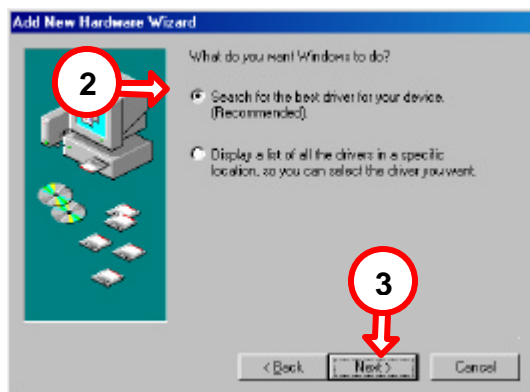 Add New Hardware Wizard
What do you want Windows to do?
2
Search for the best driver for your device.
(Recommended).
Display a list of all the drivers in a specific
location, so you can select the driver you want.
3
< Back
Next >
Cancel